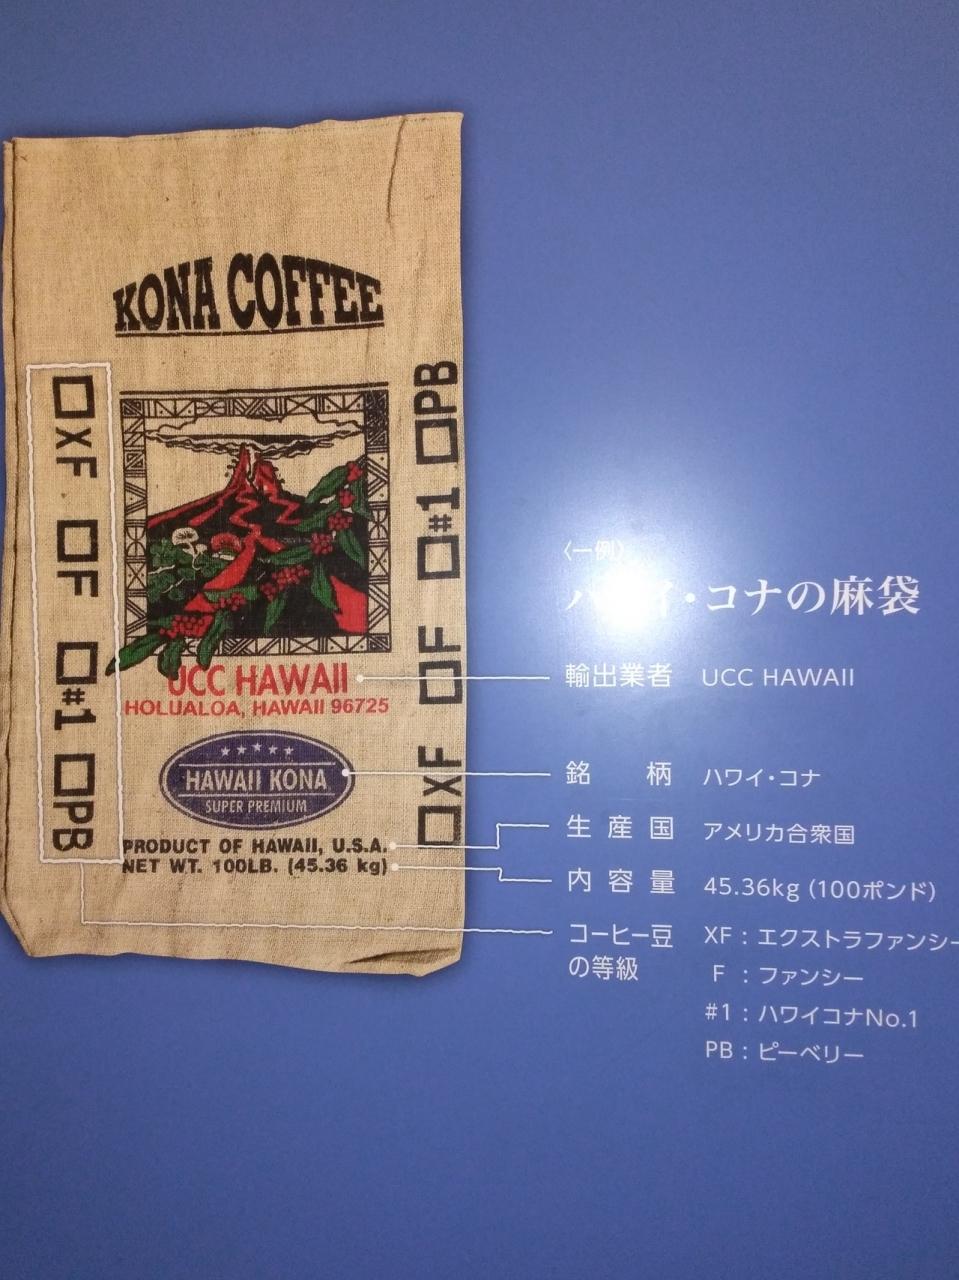 KONA COFFEE
□XF □F □#1 □PB
□XF □F □#1 □PB
UCC HAWAII
HOLUALOA, HAWAII 96725
HAWAII KONA
SUPER PREMIUM
PRODUCT OF HAWAII, U.S.A.
NET WT. 100LB. (45.36 kg)
〈一例〉
ハワイ・コナの麻袋
輸出業者 UCC HAWAII
銘柄 ハワイ・コナ
生産国 アメリカ合衆国
内容量 45.36kg (100ポンド)
コーヒー豆 XF：エクストラファンシー
の等級 F：ファンシー
#1：ハワイコナNo.1
PB：ピーベリー